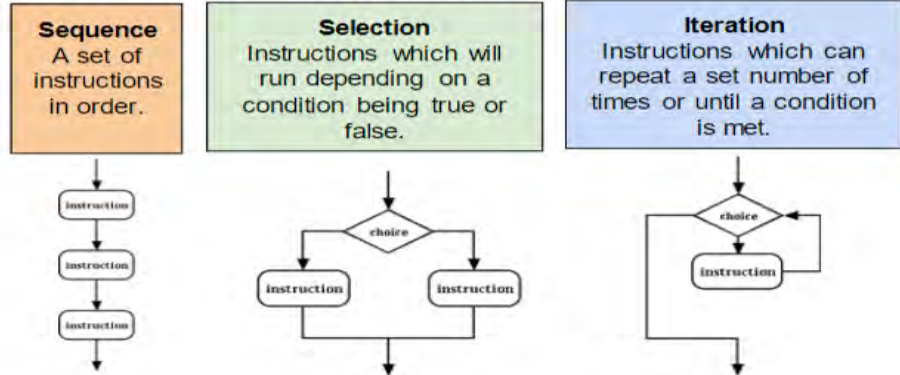 Sequence
A set of
instructions
in order.
Selection
Instructions which will
run depending on a
condition being true or
false.
Iteration
Instructions which can
repeat a set number of
times or until a condition
is met.
instruction
instruction
instruction
choice
instruction
instruction
choice
instruction